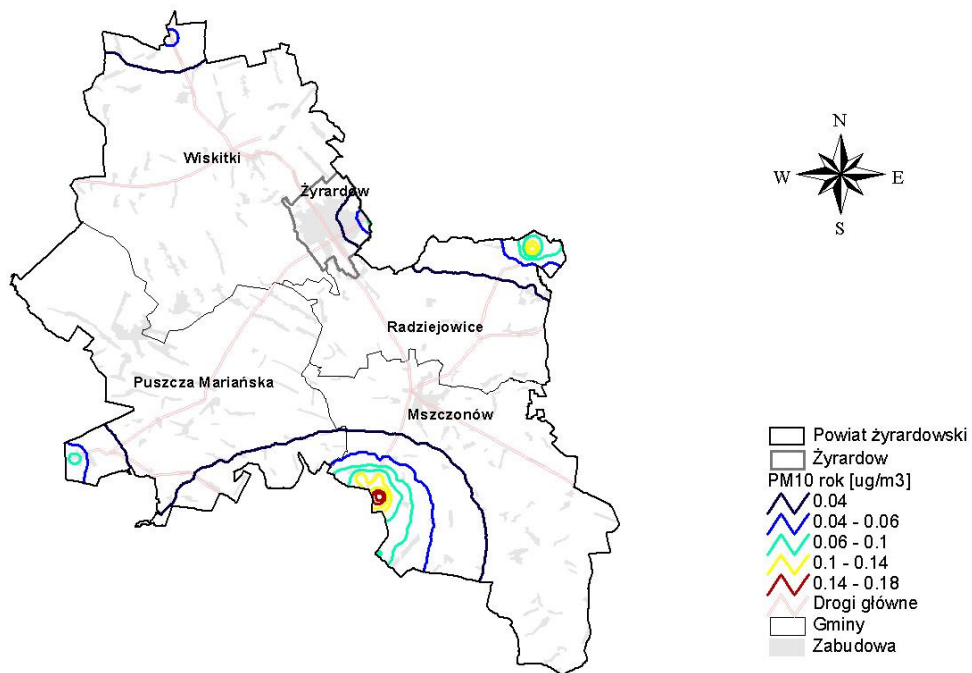 N
W E
S
Wiskitki
Żyrardów
Radziejowice
Puszcza Mariańska
Mszczonów
Powiat żyrardowski
Żyrardow
PM10 rok [ug/m3]
0.04
0.04 - 0.06
0.06 - 0.1
0.1 - 0.14
0.14 - 0.18
Drogi główne
Gminy
Zabudowa